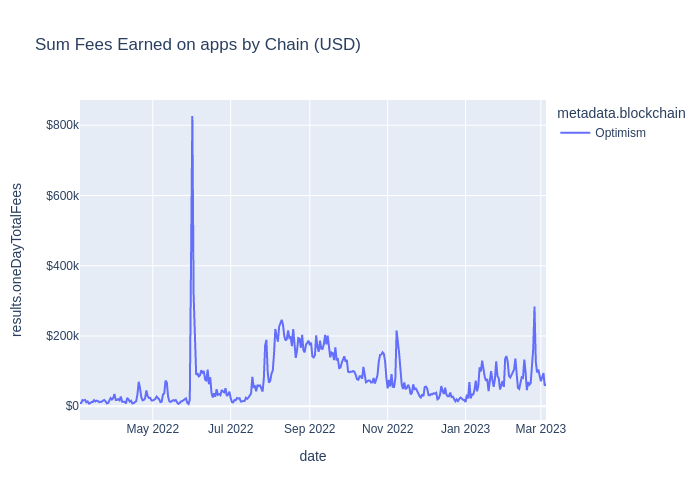 Sum Fees Earned on apps by Chain (USD)
metadata.blockchain
Optimism
$800k
$600k
$400k
$200k
$0
results.oneDayTotalFees
May 2022
Jul 2022
Sep 2022
Nov 2022
Jan 2023
Mar 2023
date